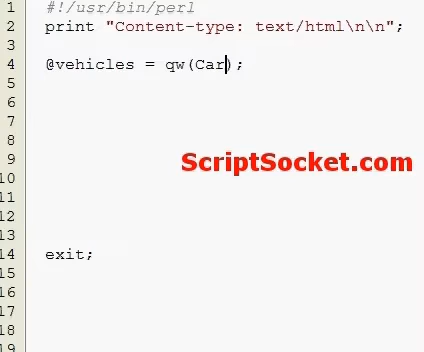 1 #!/usr/bin/perl
2 print "Content-type: text/html\n\n";
3
4 @vehicles = qw(Car);
5
6
7
8
9 ScriptSocket.com
10
11
12
13
14 exit;
15
16
17
18
19